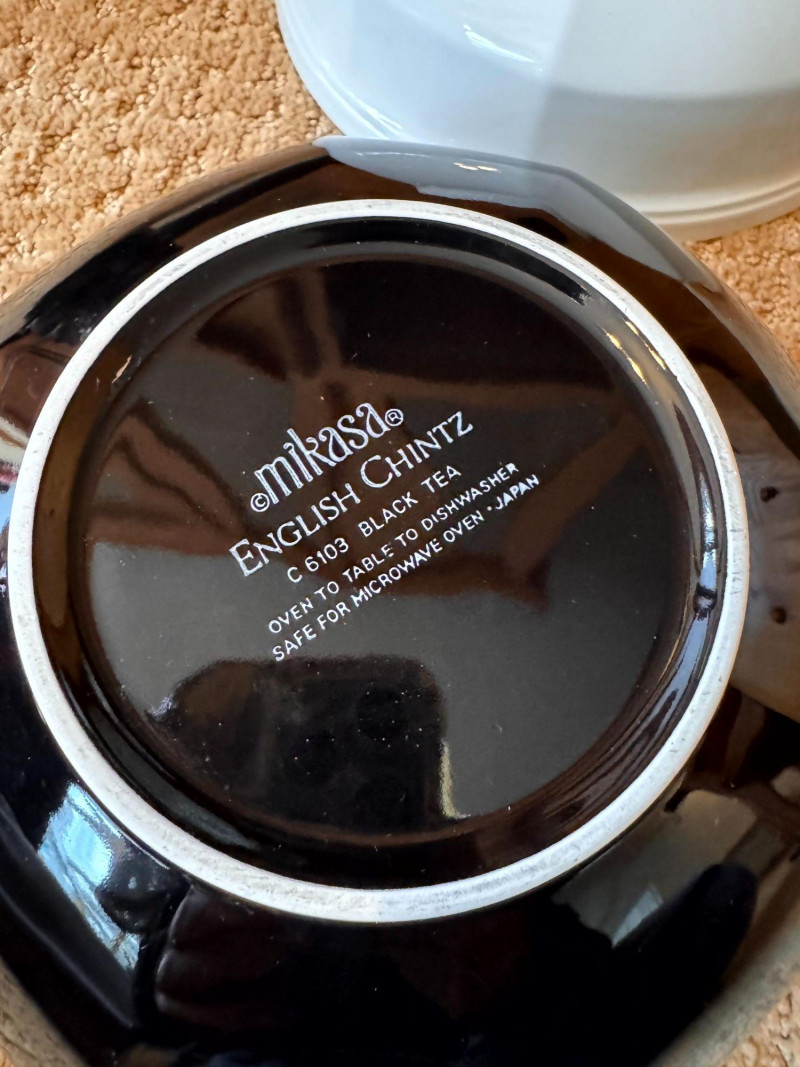 ©mikasa®
ENGLISH CHINTZ
C 6103 BLACK TEA
OVEN TO TABLE TO DISHWASHER
SAFE FOR MICROWAVE OVEN • JAPAN